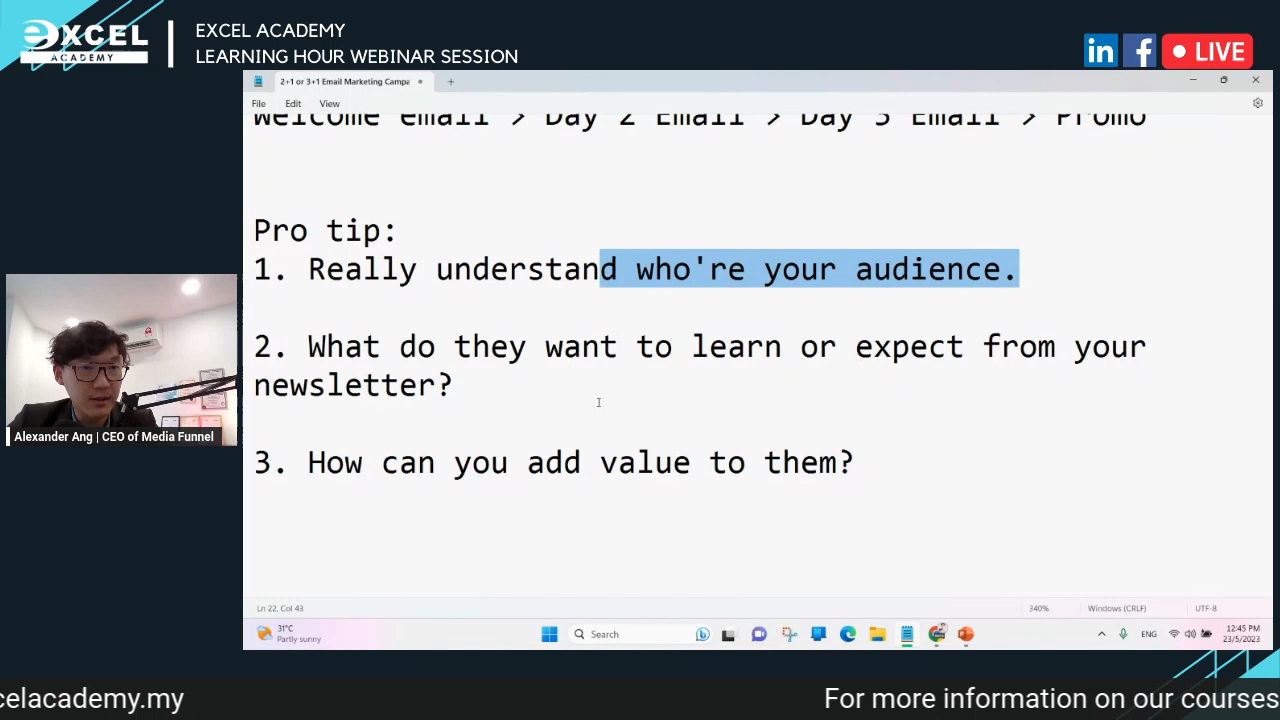 EXCEL
ACADEMY
EXCEL ACADEMY
LEARNING HOUR WEBINAR SESSION
in
f
LIVE
2+1 or 3+1 Email Marketing Campa
File Edit View
Welcome email > Day 2 Email > Day 3 Email > Promo
Pro tip:
1. Really understand who're your audience.
2. What do they want to learn or expect from your
newsletter?
3. How can you add value to them?
Alexander Ang | CEO of Media Funnel
Ln 22, Col 43
340%
Windows (CRLF)
UTF-8
31°C
Partly sunny
Search
ENG
12:45 PM
23/5/2023
celacademy.my
For more information on our courses